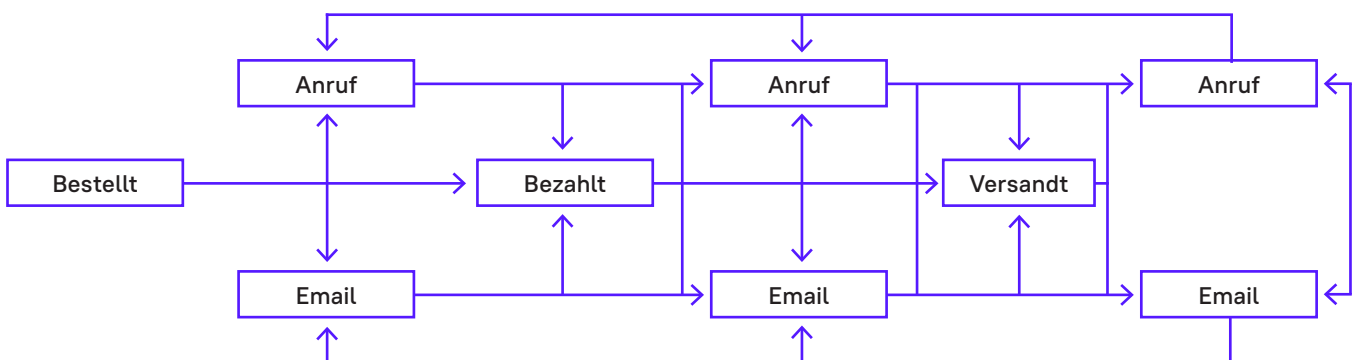 Anruf
Anruf
Anruf
Bestellt
Bezahlt
Versandt
Email
Email
Email